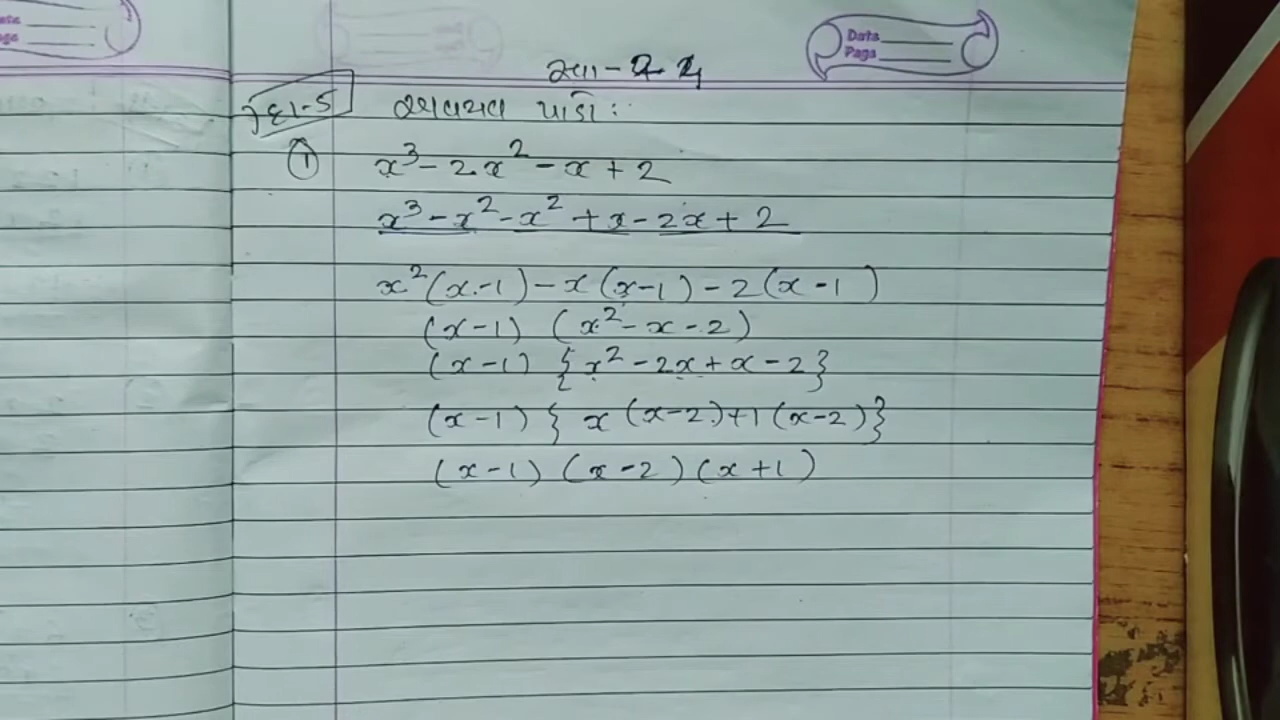 Data
Page
સ્વા-2.4
દા-5 અવયવ પાડો :
① x³ - 2x² - x + 2
x³ - x² - x² + x - 2x + 2
x²(x-1) - x(x-1) - 2(x-1)
(x-1) (x² - x - 2)
(x-1) {x² - 2x + x - 2}
(x-1) { x (x-2) + 1 (x-2)}
(x-1) (x-2) (x+1)